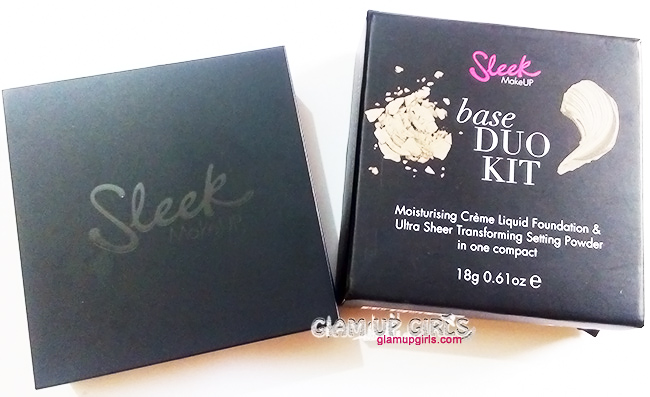 Sleek
MakeUP
Sleek
MakeUP
base
DUO
KIT
Moisturising Crème Liquid Foundation &
Ultra Sheer Transforming Setting Powder
in one compact
18g 0.61oz e
GLAM UP GIRLS
glamupgirls.com